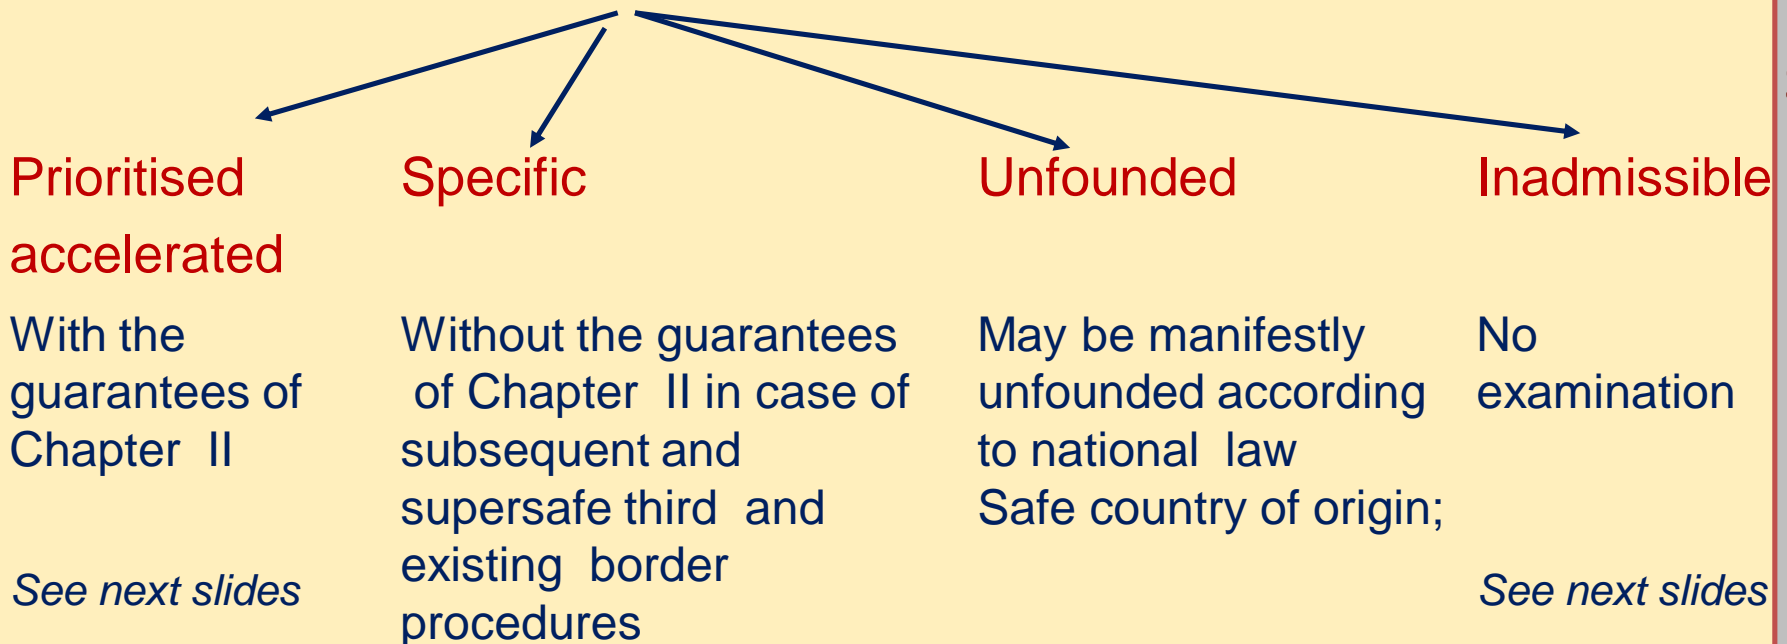 Prioritised
accelerated
With the
guarantees of
Chapter II
See next slides
Specific
Without the guarantees
of Chapter II in case of
subsequent and
supersafe third and
existing border
procedures
Unfounded
May be manifestly
unfounded according
to national law
Safe country of origin;
Inadmissible
No
examination
See next slides